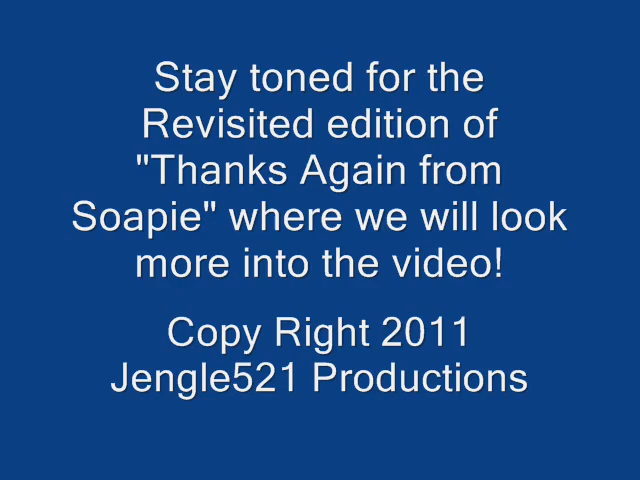 Stay toned for the
Revisited edition of
"Thanks Again from
Soapie" where we will look
more into the video!
Copy Right 2011
Jengle521 Productions